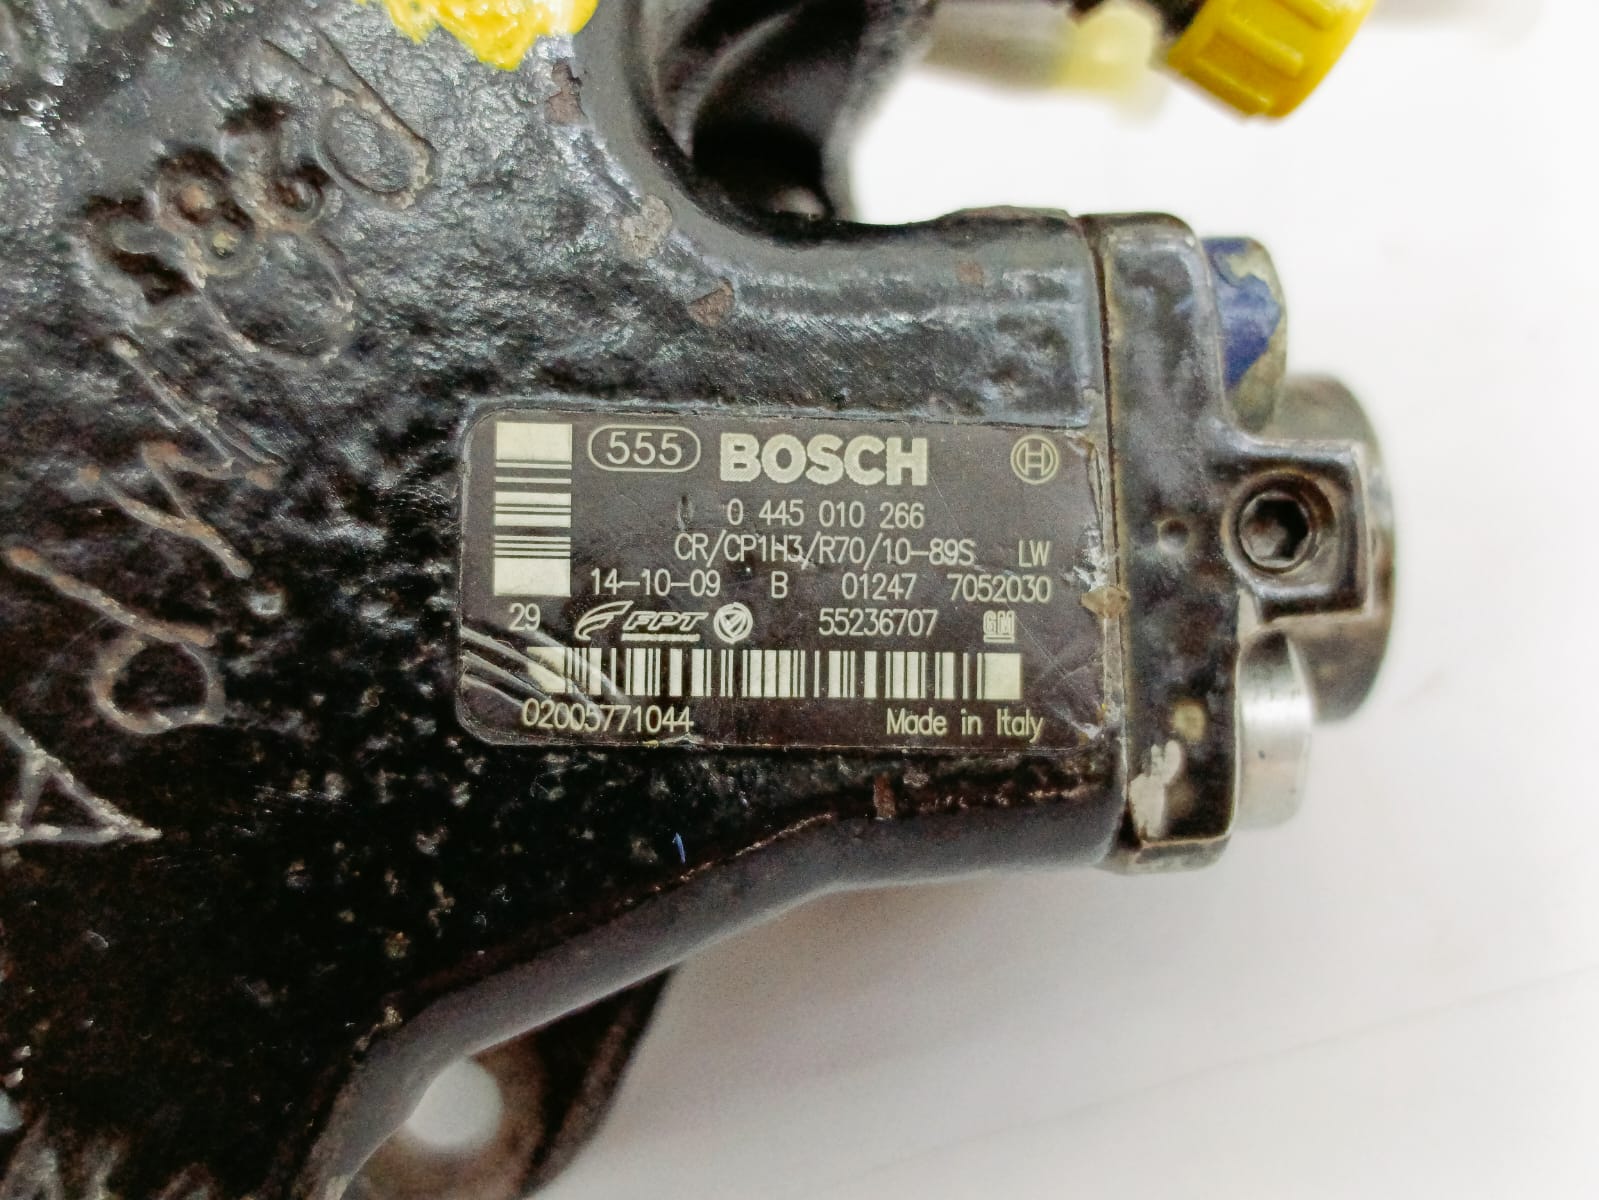 555 BOSCH
0 445 010 266
CR/CP1H3/R70/10-89S LW
14-10-09 B 01247 7052030
29 FPT 55236707 GM
02005771044 Made in Italy